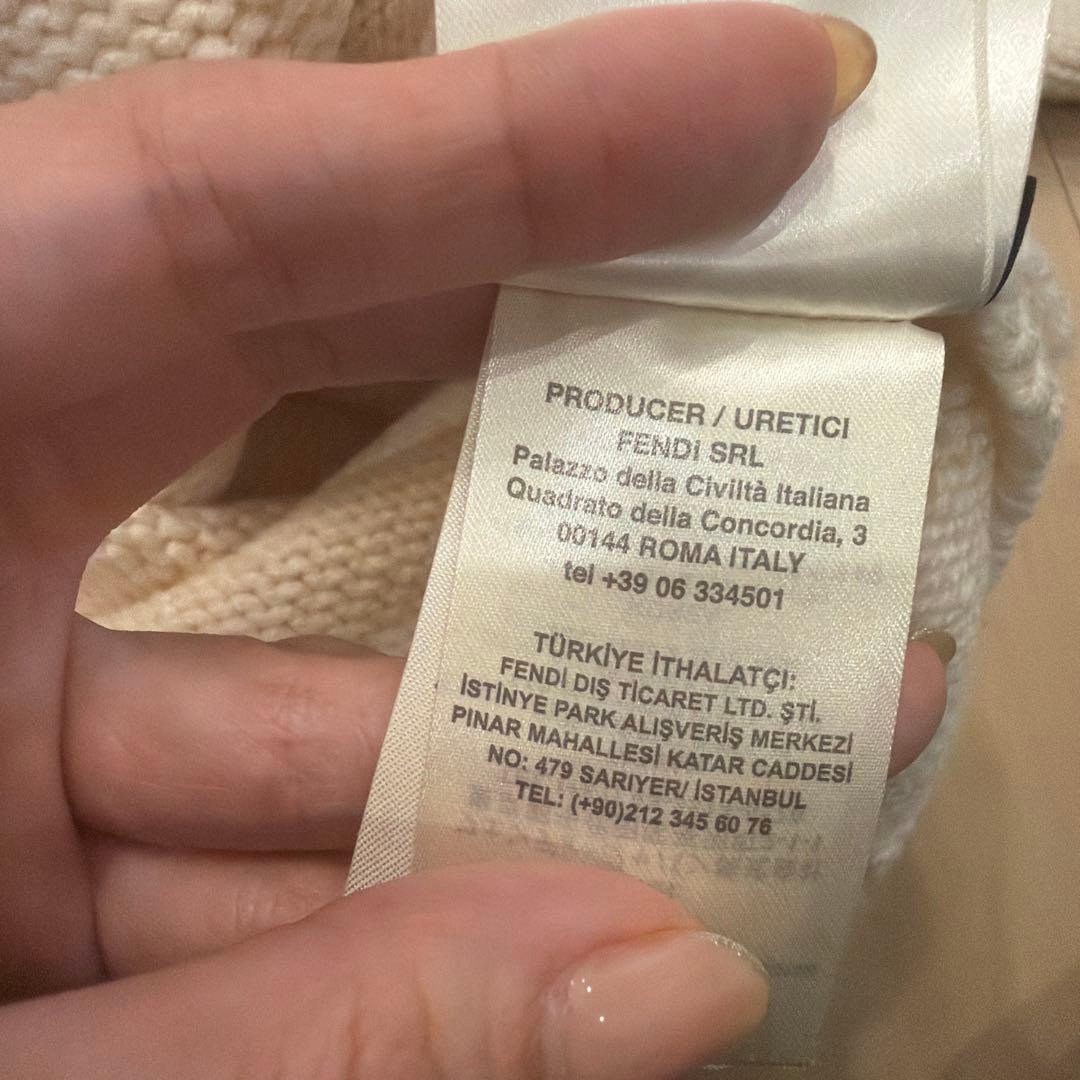 PRODUCER / URETICI
FENDI SRL
Palazzo della Civiltà Italiana
Quadrato della Concordia, 3
00144 ROMA ITALY
tel +39 06 334501
TÜRKİYE İTHALATÇI:
FENDİ DIŞ TİCARET LTD. ŞTİ.
İSTİNYE PARK ALIŞVERİŞ MERKEZİ
PINAR MAHALLESİ KATAR CADDESİ
NO: 479 SARIYER/ İSTANBUL
TEL: (+90)212 345 60 76